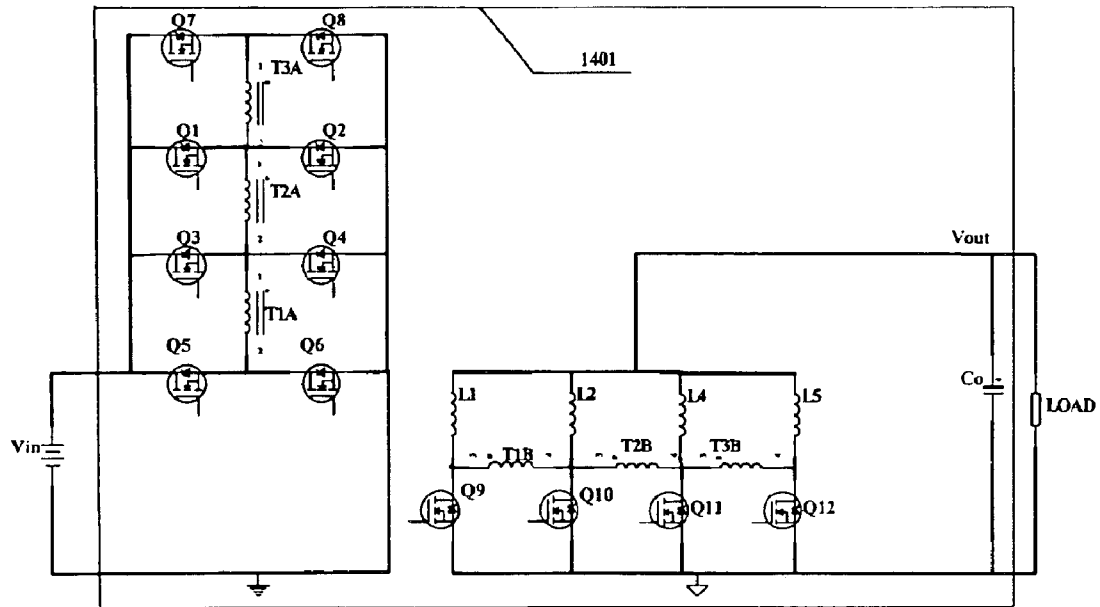 Q7 Q8
T3A
1401
Q1 Q2
T2A
Q3 Q4
Vout
T1A
Q5 Q6
L1 L2 L4 L5
Co
LOAD
Vin
T1B T2B T3B
Q9 Q10 Q11 Q12